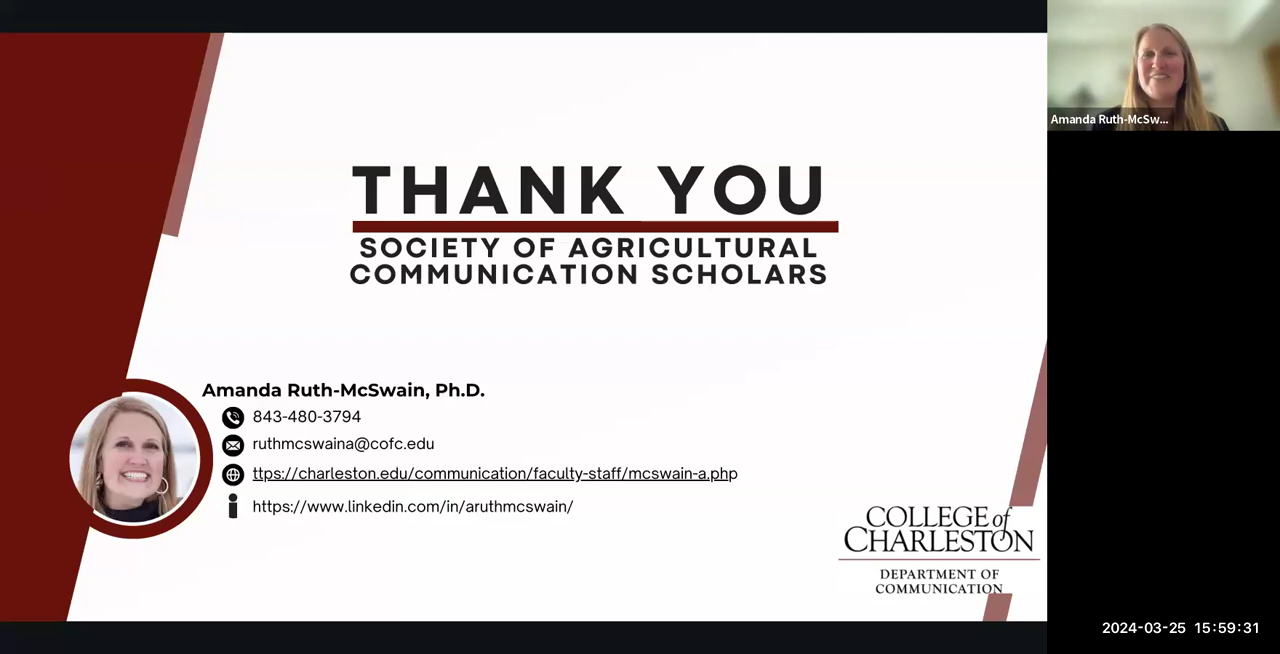 THANK YOU
SOCIETY OF AGRICULTURAL
COMMUNICATION SCHOLARS
Amanda Ruth-McSwain, Ph.D.
843-480-3794
ruthmcswaina@cofc.edu
ttps://charleston.edu/communication/faculty-staff/mcswain-a.php
https://www.linkedin.com/in/aruthmcswain/
COLLEGE of
CHARLESTON
DEPARTMENT OF
COMMUNICATION
Amanda Ruth-McSw...
2024-03-25 15:59:31